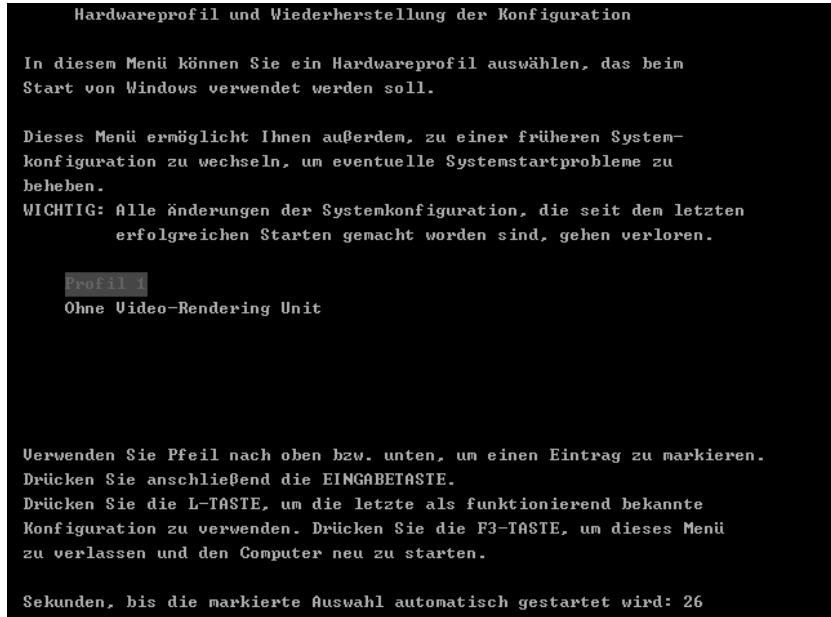 Hardwareprofil und Wiederherstellung der Konfiguration
In diesem Menü können Sie ein Hardwareprofil auswählen, das beim
Start von Windows verwendet werden soll.
Dieses Menü ermöglicht Ihnen außerdem, zu einer früheren System-
konfiguration zu wechseln, um eventuelle Systemstartprobleme zu
beheben.
WICHTIG: Alle Änderungen der Systemkonfiguration, die seit dem letzten
erfolgreichen Starten gemacht worden sind, gehen verloren.
Profil 1
Ohne Video-Rendering Unit
Verwenden Sie Pfeil nach oben bzw. unten, um einen Eintrag zu markieren.
Drücken Sie anschließend die EINGABETASTE.
Drücken Sie die L-TASTE, um die letzte als funktionierend bekannte
Konfiguration zu verwenden. Drücken Sie die F3-TASTE, um dieses Menü
zu verlassen und den Computer neu zu starten.
Sekunden, bis die markierte Auswahl automatisch gestartet wird: 26